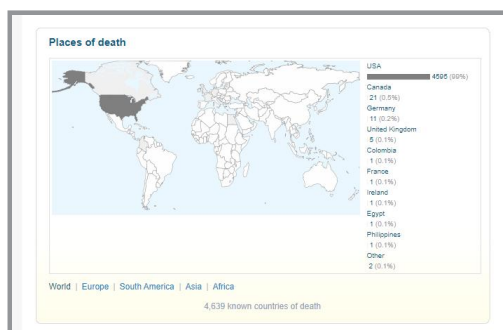 Places of death
USA
4595 (99%)
Canada
21 (0.5%)
Germany
11 (0.2%)
United Kingdom
5 (0.1%)
Colombia
1 (0.1%)
France
1 (0.1%)
Ireland
1 (0.1%)
Egypt
1 (0.1%)
Philippines
1 (0.1%)
Other
2 (0.1%)
World | Europe | South America | Asia | Africa
4,639 known countries of death